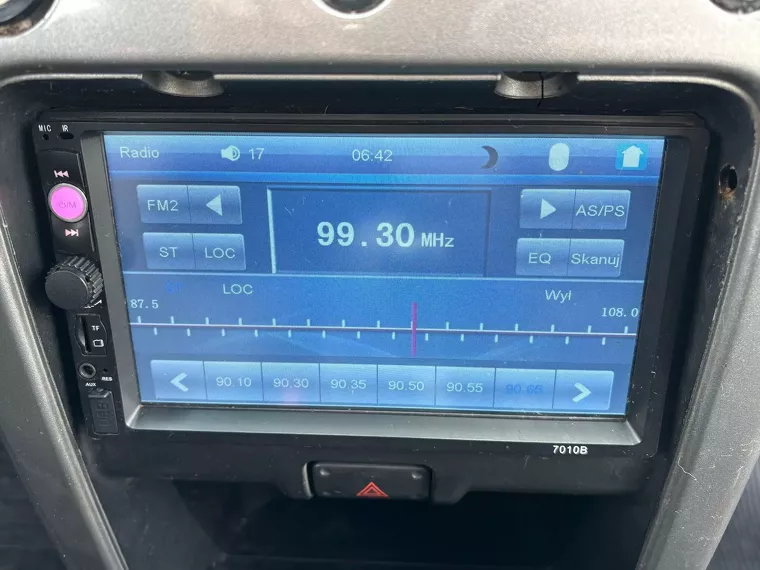 MIC IR
Radio 17 06:42
FM2 99.30 MHz AS/PS
ST LOC EQ Skanuj
LOC Wył
87.5 108.0
90.10 90.30 90.35 90.50 90.55 90.65
TF
AUX RES
7010B